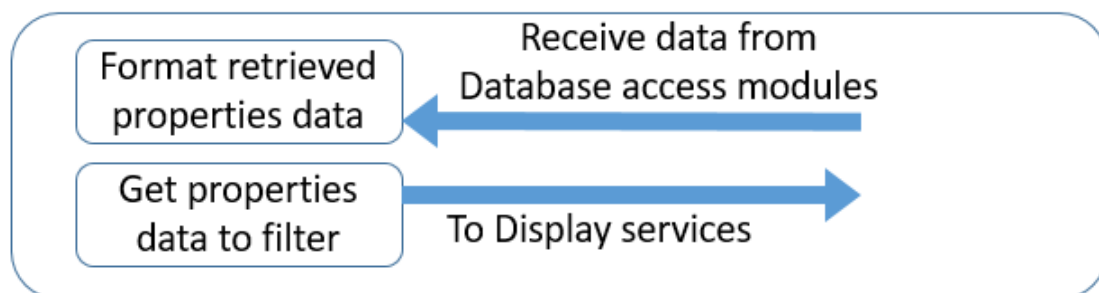 Format retrieved
properties data
Receive data from
Database access modules
Get properties
data to filter
To Display services